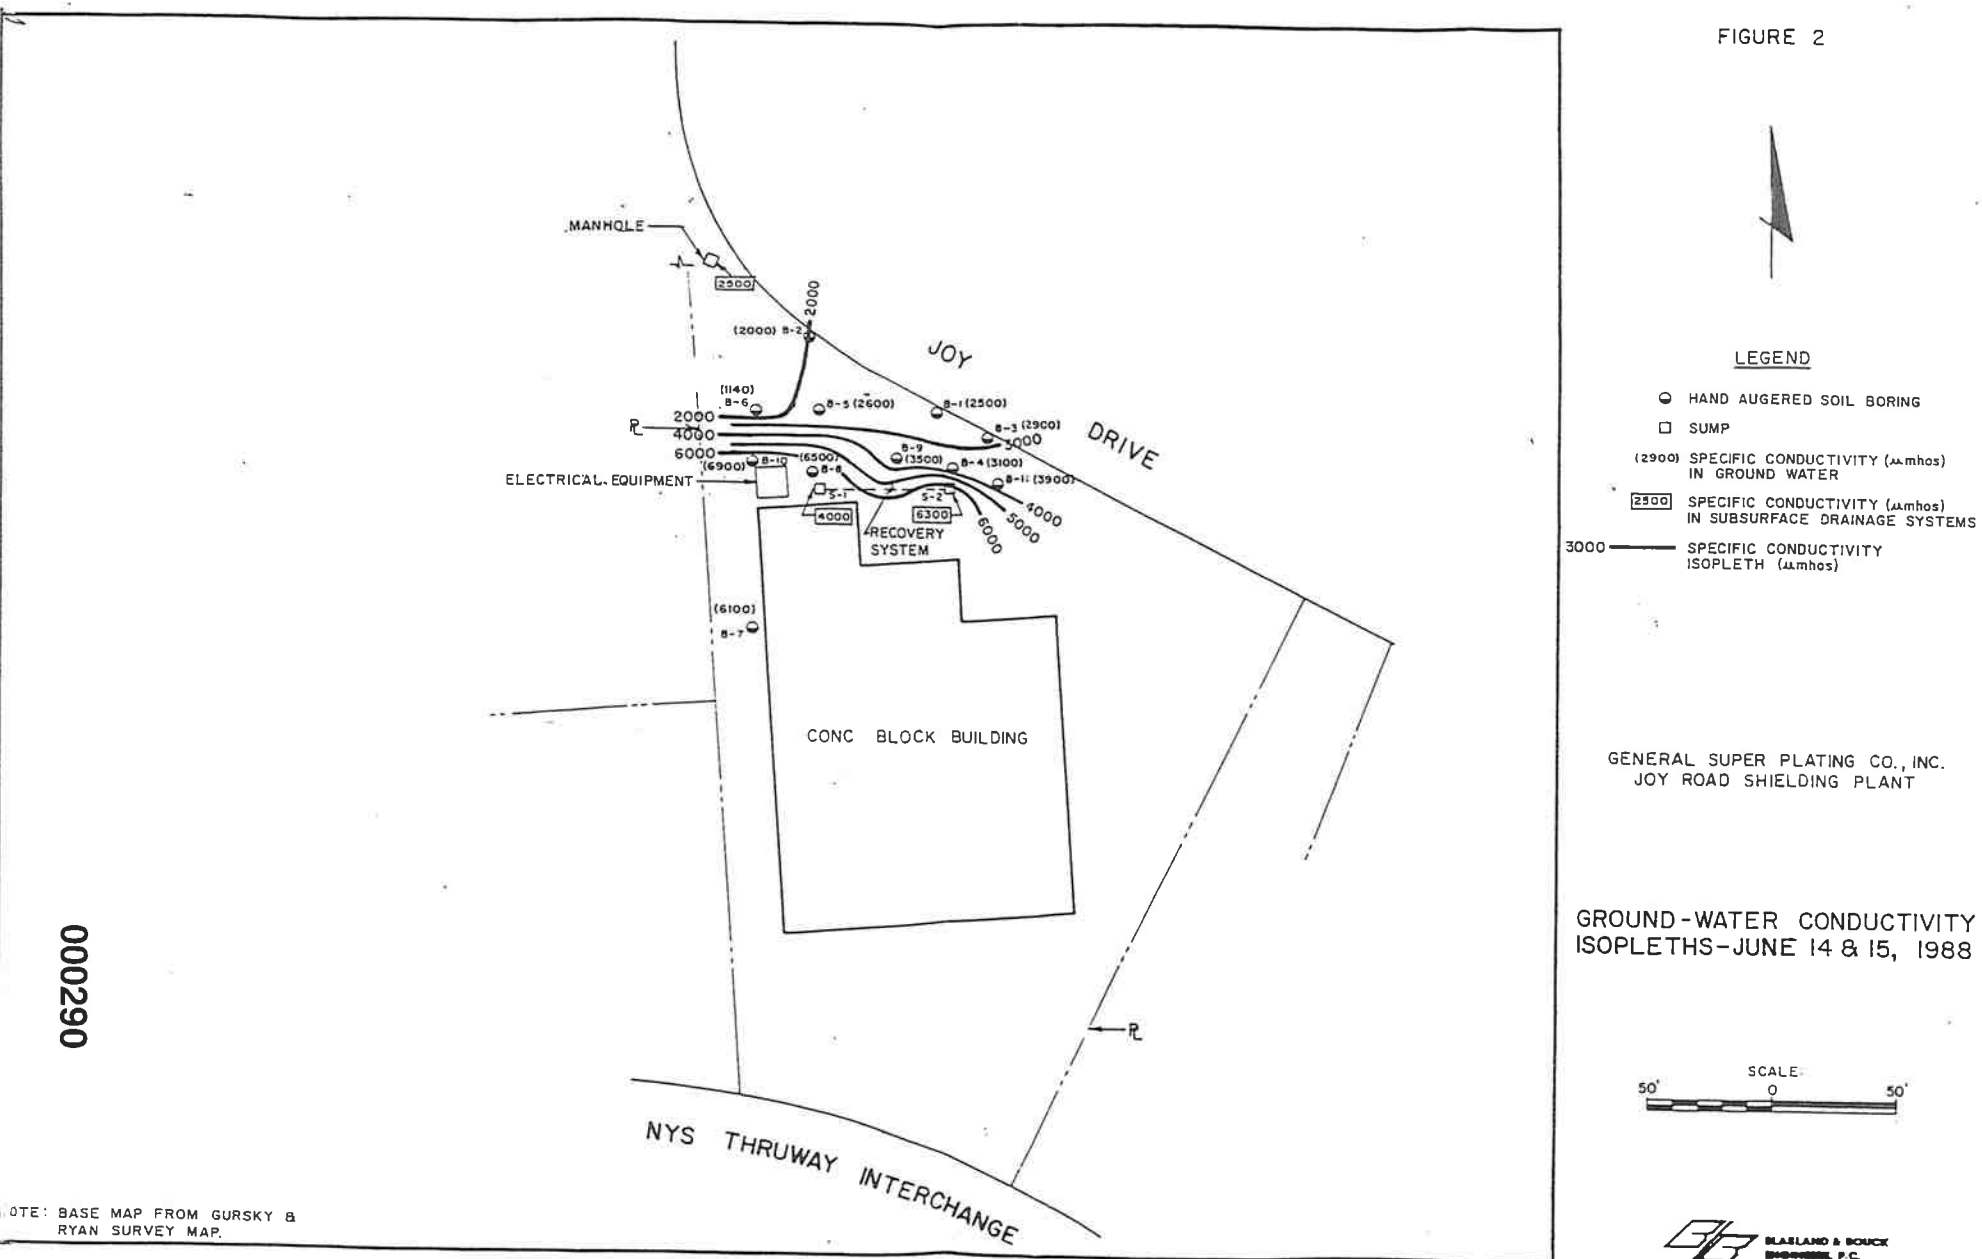 FIGURE 2
MANHOLE
2500
2000
(2000) B-2
JOY
DRIVE
(1140)
B-6
B-5 (2600)
B-1 (2500)
B-3 (2900)
3000
2000
4000
6000
B-9
(3500)
B-4 (3100)
(6900)
B-10
(6500)
B-8
B-11 (3900)
ELECTRICAL EQUIPMENT
S-1
S-2
4000
6300
4000
5000
6000
RECOVERY
SYSTEM
(6100)
B-7
CONC BLOCK BUILDING
NYS THRUWAY INTERCHANGE
000290
LEGEND
HAND AUGERED SOIL BORING
SUMP
(2900) SPECIFIC CONDUCTIVITY (µmhos)
IN GROUND WATER
2500 SPECIFIC CONDUCTIVITY (µmhos)
IN SUBSURFACE DRAINAGE SYSTEMS
3000 SPECIFIC CONDUCTIVITY
ISOPLETH (µmhos)
GENERAL SUPER PLATING CO., INC.
JOY ROAD SHIELDING PLANT
GROUND-WATER CONDUCTIVITY
ISOPLETHS-JUNE 14 & 15, 1988
SCALE
50' 0 50'
BLASLAND & BOUCK
ENGINEERS, P.C.
OTE: BASE MAP FROM GURSKY &
RYAN SURVEY MAP.